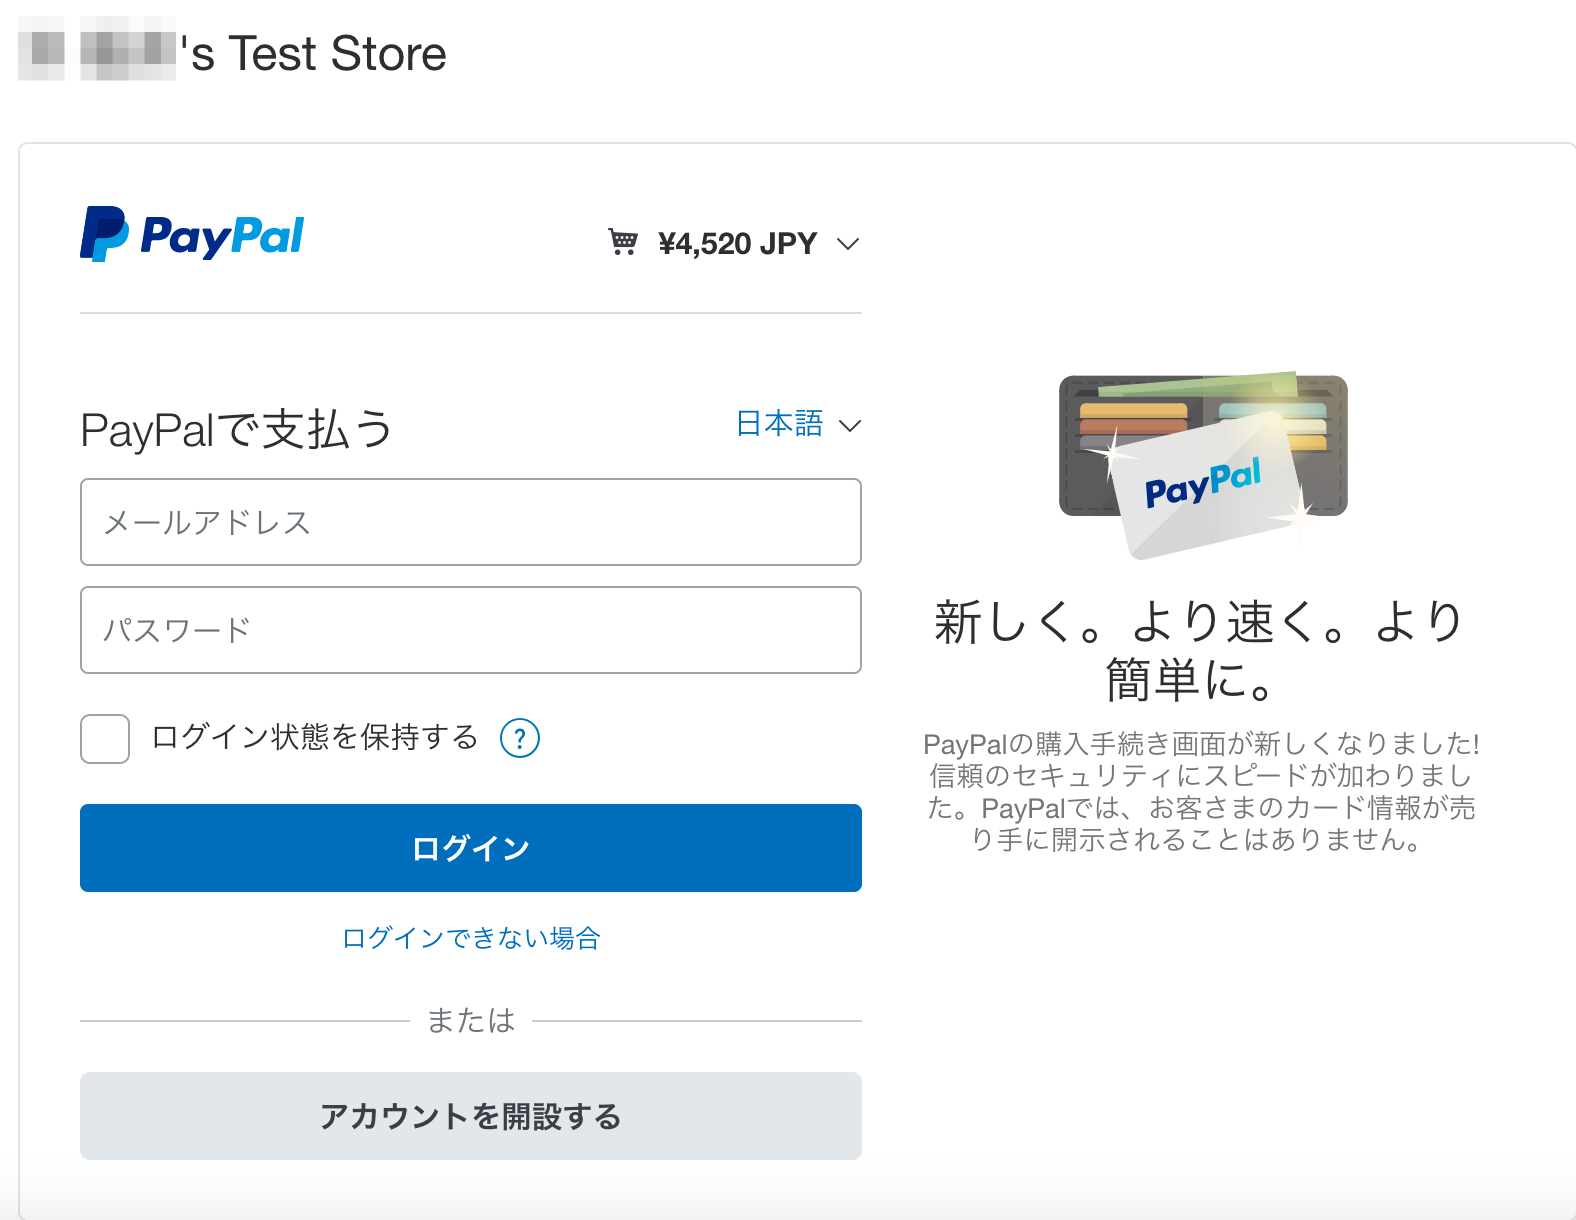 's Test Store
PayPal
¥4,520 JPY
PayPalで支払う
日本語
メールアドレス
パスワード
ログイン状態を保持する ?
ログイン
ログインできない場合
または
アカウントを開設する
PayPal
新しく。より速く。より
簡単に。
PayPalの購入手続き画面が新しくなりました!
信頼のセキュリティにスピードが加わりまし
た。PayPalでは、お客さまのカード情報が売
り手に開示されることはありません。